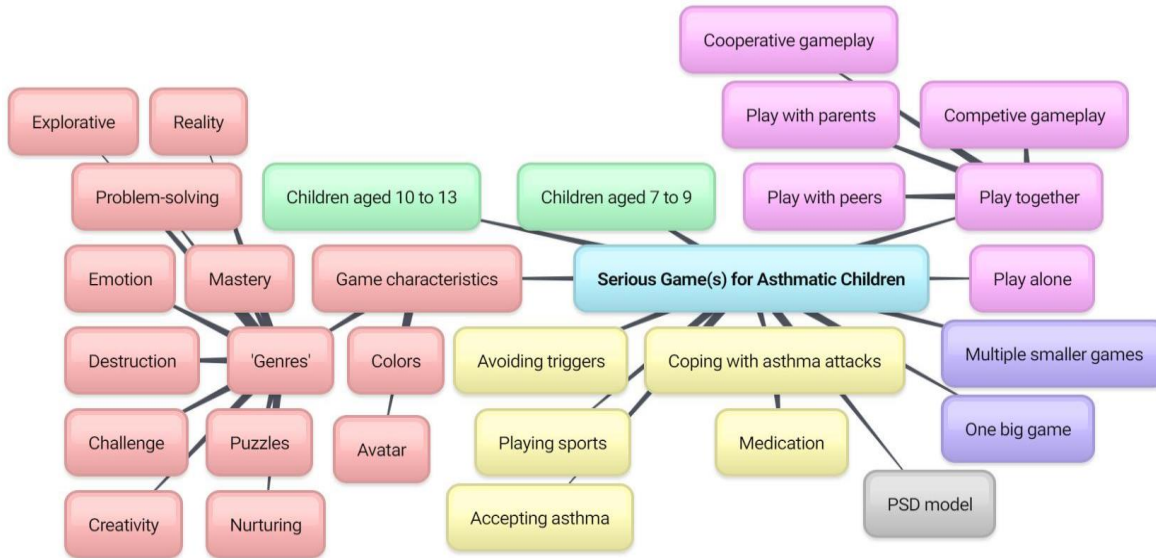 Cooperative gameplay
Explorative
Reality
Play with parents
Competive gameplay
Problem-solving
Children aged 10 to 13
Children aged 7 to 9
Play with peers
Play together
Emotion
Mastery
Game characteristics
Serious Game(s) for Asthmatic Children
Play alone
Destruction
'Genres'
Colors
Avoiding triggers
Coping with asthma attacks
Multiple smaller games
Challenge
Puzzles
Avatar
Playing sports
Medication
One big game
Creativity
Nurturing
Accepting asthma
PSD model